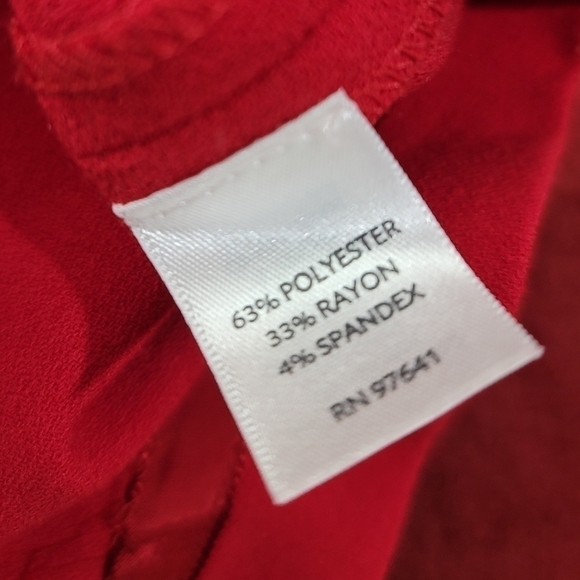 63% POLYESTER
33% RAYON
4% SPANDEX
RN 97641